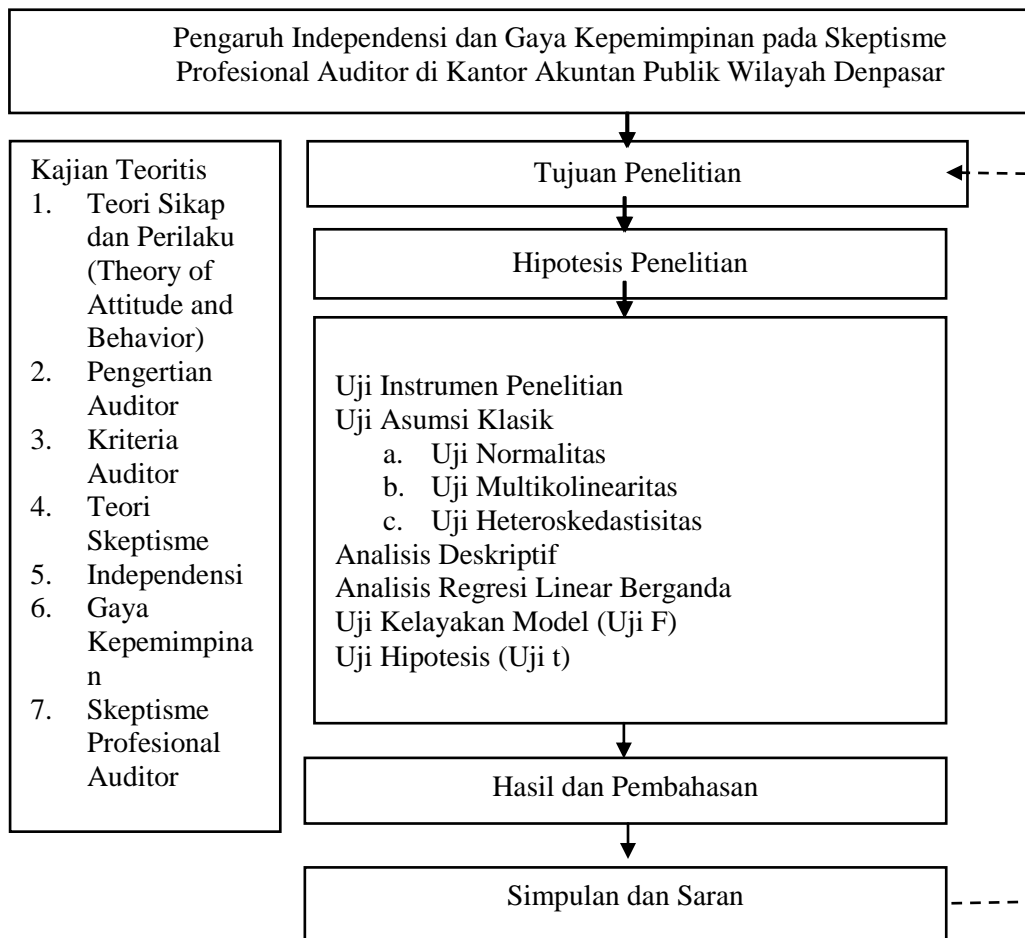 Pengaruh Independensi dan Gaya Kepemimpinan pada Skeptisme
Profesional Auditor di Kantor Akuntan Publik Wilayah Denpasar
Kajian Teoritis
1. Teori Sikap
dan Perilaku
(Theory of
Attitude and
Behavior)
2. Pengertian
Auditor
3. Kriteria
Auditor
4. Teori
Skeptisme
5. Independensi
6. Gaya
Kepemimpina
n
7. Skeptisme
Profesional
Auditor
Tujuan Penelitian
Hipotesis Penelitian
Uji Instrumen Penelitian
Uji Asumsi Klasik
a. Uji Normalitas
b. Uji Multikolinearitas
c. Uji Heteroskedastisitas
Analisis Deskriptif
Analisis Regresi Linear Berganda
Uji Kelayakan Model (Uji F)
Uji Hipotesis (Uji t)
Hasil dan Pembahasan
Simpulan dan Saran